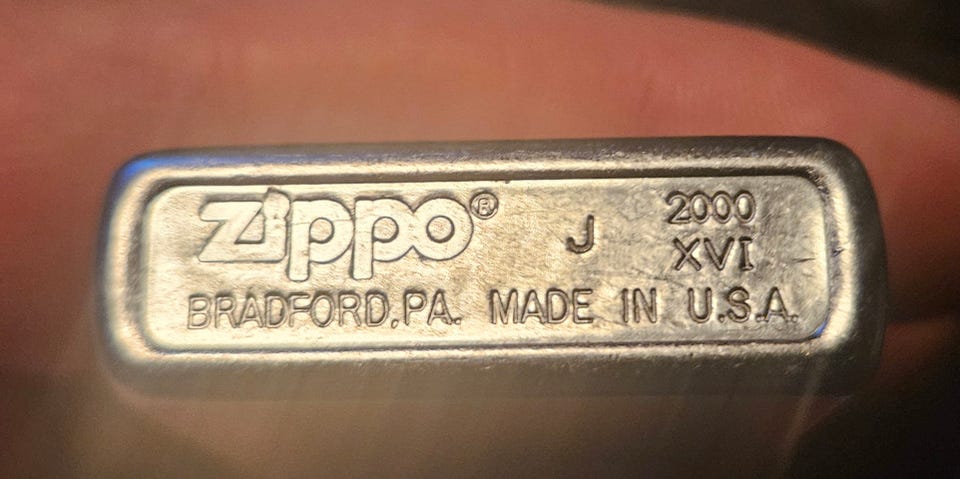 Zippo® J 2000
XVI
BRADFORD, PA. MADE IN U.S.A.